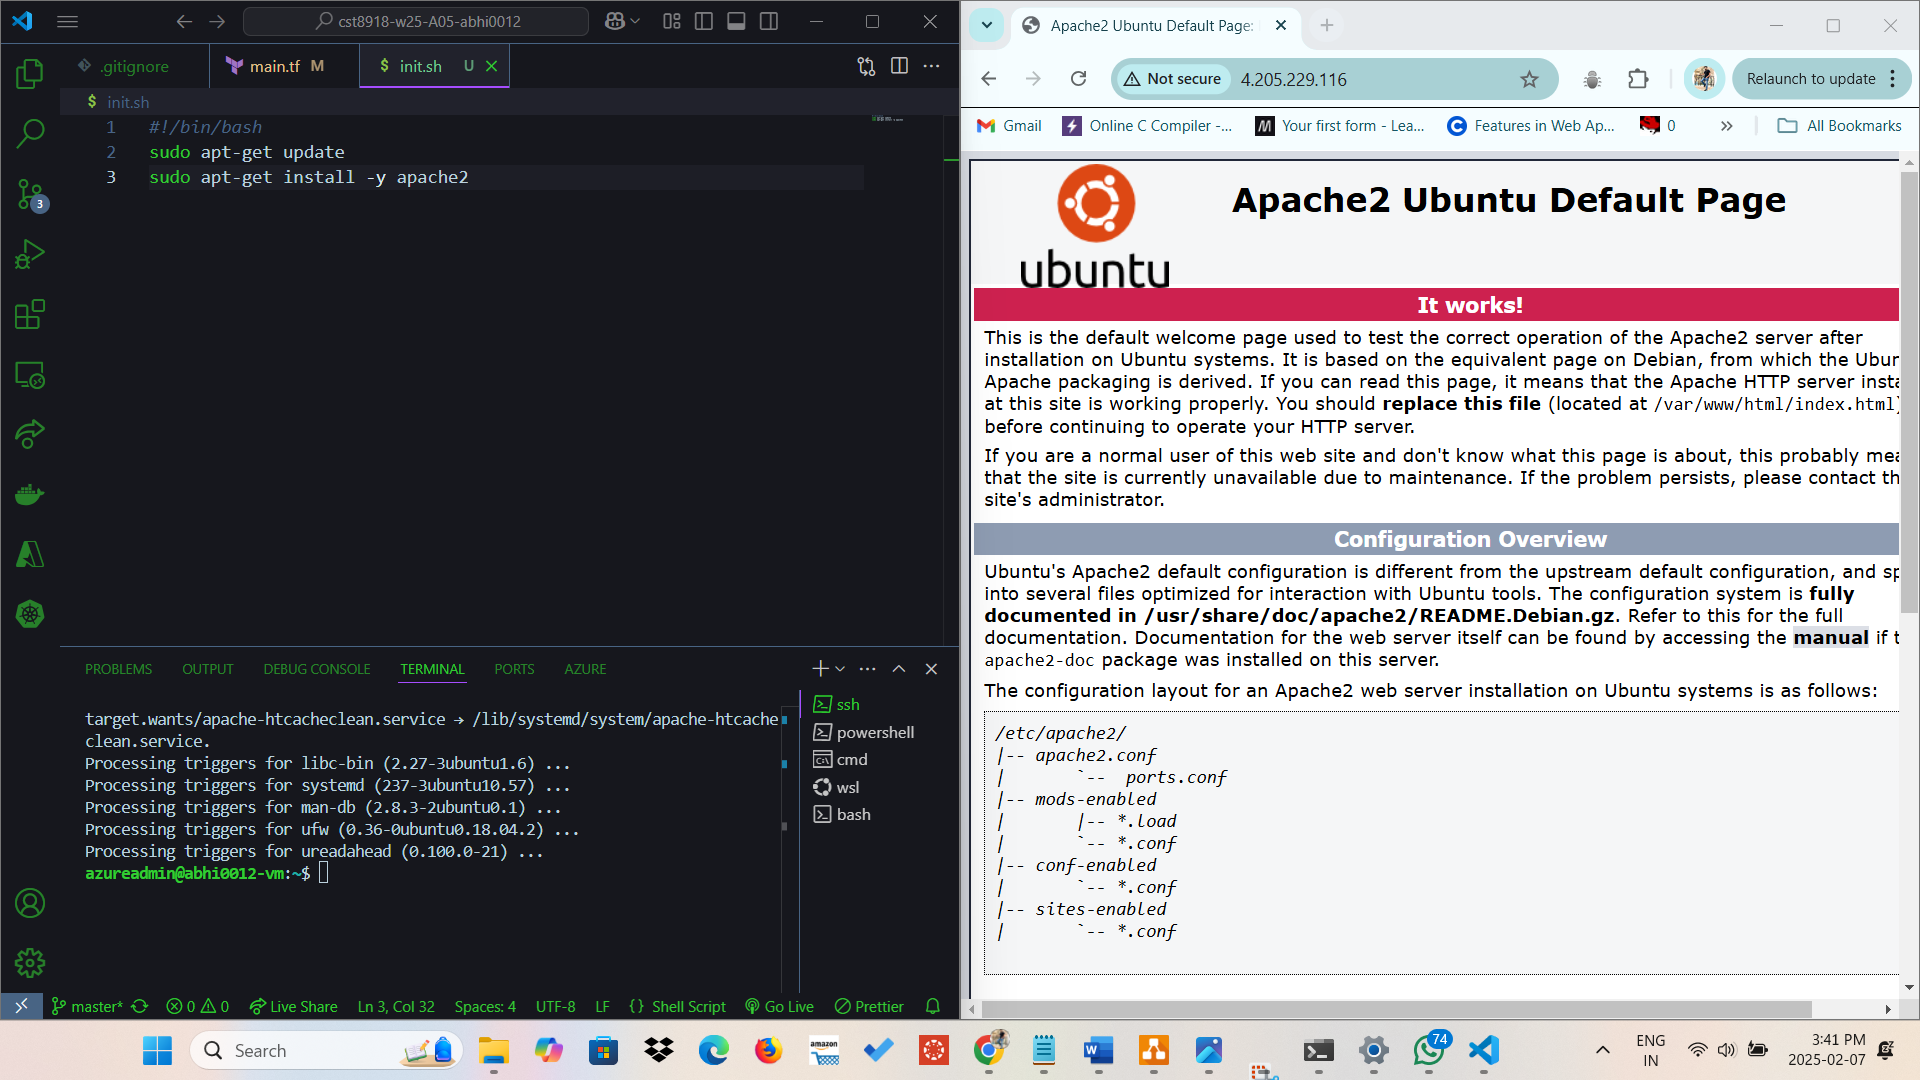 cst8918-w25-A05-abhi0012
.gitignore
main.tf M
$ init.sh U
$ init.sh
1 #!/bin/bash
2 sudo apt-get update
3 sudo apt-get install -y apache2
3
PROBLEMS OUTPUT DEBUG CONSOLE TERMINAL PORTS AZURE
target.wants/apache-htcacheclean.service → /lib/systemd/system/apache-htcache
clean.service.
Processing triggers for libc-bin (2.27-3ubuntu1.6) ...
Processing triggers for systemd (237-3ubuntu10.57) ...
Processing triggers for man-db (2.8.3-2ubuntu0.1) ...
Processing triggers for ufw (0.36-0ubuntu0.18.04.2) ...
Processing triggers for ureadahead (0.100.0-21) ...
azureadmin@abhi0012-vm:~$
ssh
powershell
cmd
wsl
bash
master* 0 0 Live Share Ln 3, Col 32 Spaces: 4 UTF-8 LF {} Shell Script Go Live Prettier
Apache2 Ubuntu Default Page:
Not secure 4.205.229.116
Relaunch to update
Gmail Online C Compiler -... Your first form - Lea... Features in Web Ap... 0 » All Bookmarks
ubuntu
Apache2 Ubuntu Default Page
It works!
This is the default welcome page used to test the correct operation of the Apache2 server after
installation on Ubuntu systems. It is based on the equivalent page on Debian, from which the Ubun
Apache packaging is derived. If you can read this page, it means that the Apache HTTP server insta
at this site is working properly. You should replace this file (located at /var/www/html/index.html)
before continuing to operate your HTTP server.
If you are a normal user of this web site and don't know what this page is about, this probably mea
that the site is currently unavailable due to maintenance. If the problem persists, please contact th
site's administrator.
Configuration Overview
Ubuntu's Apache2 default configuration is different from the upstream default configuration, and sp
into several files optimized for interaction with Ubuntu tools. The configuration system is fully
documented in /usr/share/doc/apache2/README.Debian.gz. Refer to this for the full
documentation. Documentation for the web server itself can be found by accessing the manual if t
apache2-doc package was installed on this server.
The configuration layout for an Apache2 web server installation on Ubuntu systems is as follows:
/etc/apache2/
|-- apache2.conf
|       `--  ports.conf
|-- mods-enabled
|       |-- *.load
|       `-- *.conf
|-- conf-enabled
|       `-- *.conf
|-- sites-enabled
|       `-- *.conf
Search
amazon
74
ENG
IN
3:41 PM
2025-02-07